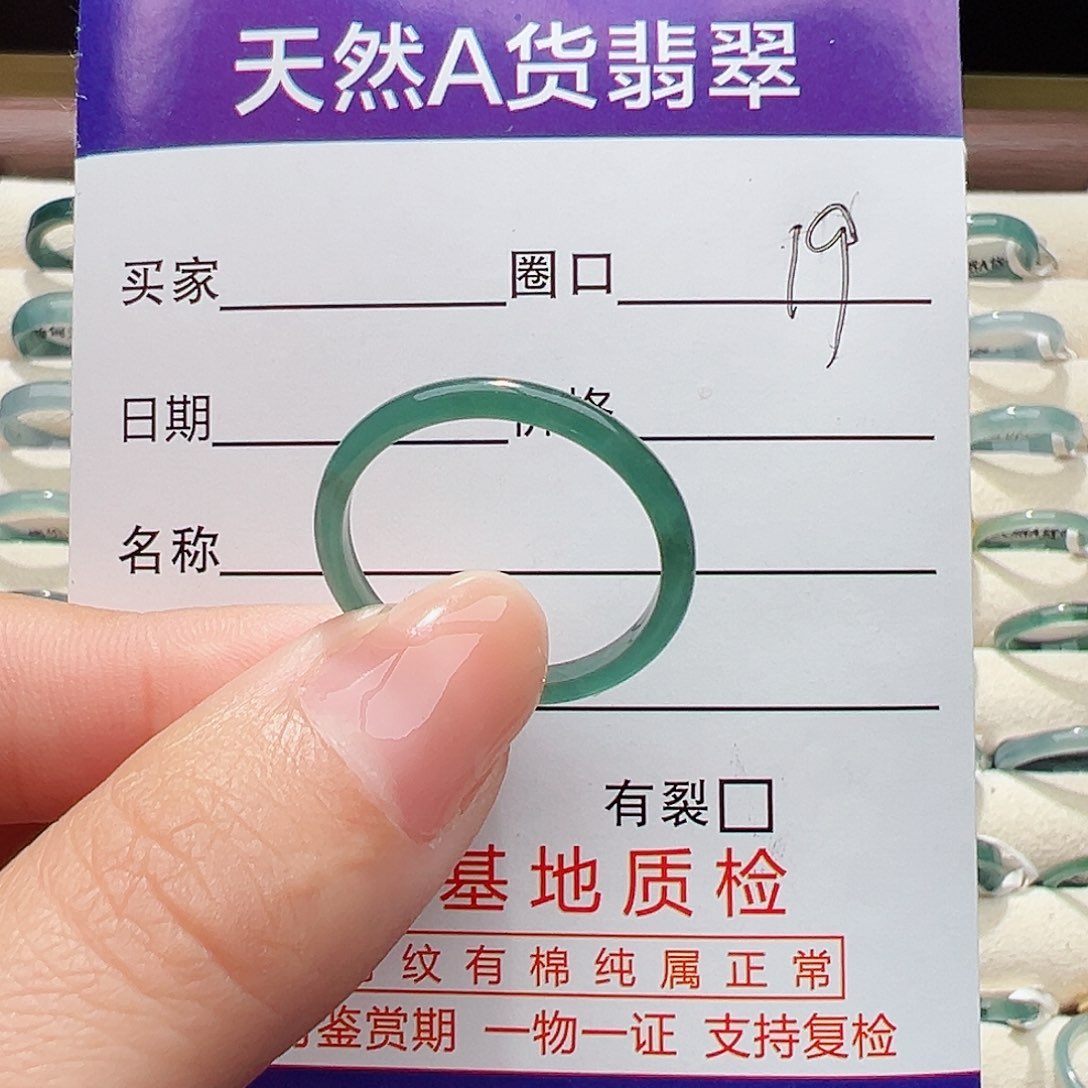 天然A货翡翠
买家 圈口 19
日期
名称
有裂
基地质检
纹有棉纯属正常
鉴赏期 一物一证 支持复检